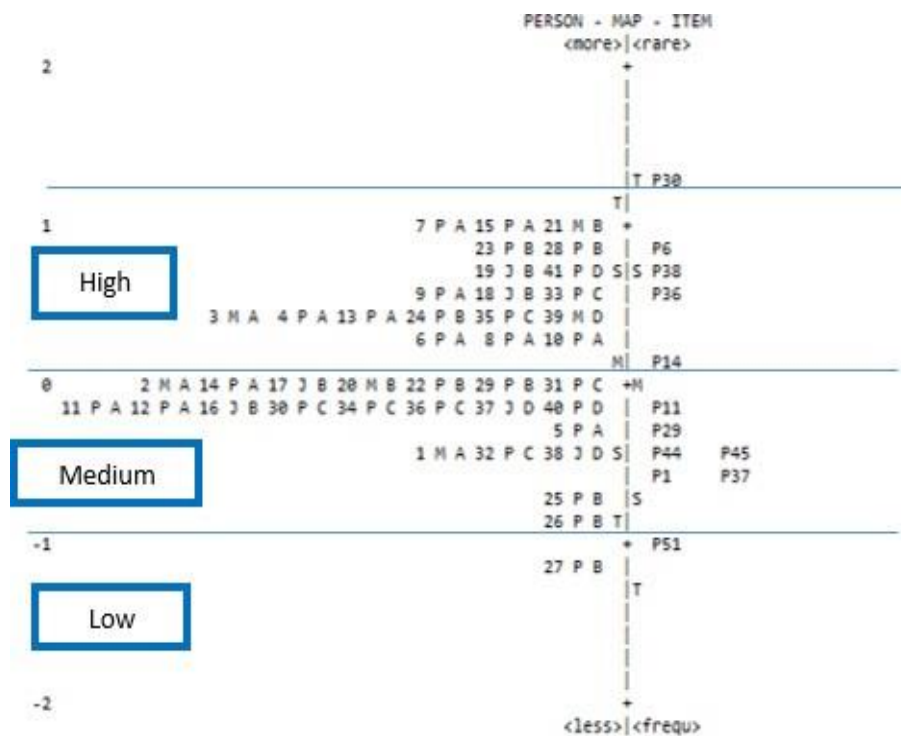 PERSON - MAP - ITEM
<more>|<rare>
2 +
|
|
|
|
|
|T P30
T|
1 7 P A 15 P A 21 M B +
23 P B 28 P B | P6
19 J B 41 P D S|S P38
High
9 P A 18 J B 33 P C | P36
3 M A 4 P A 13 P A 24 P B 35 P C 39 M D |
6 P A 8 P A 10 P A |
M| P14
0 2 M A 14 P A 17 J B 20 M B 22 P B 29 P B 31 P C +M
11 P A 12 P A 16 J B 30 P C 34 P C 36 P C 37 J D 40 P D | P11
5 P A | P29
1 M A 32 P C 38 J D S| P44 P45
Medium
| P1 P37
25 P B |S
26 P B T|
-1 + P51
27 P B |
|T
Low
|
|
|
|
-2 +
<less>|<frequ>